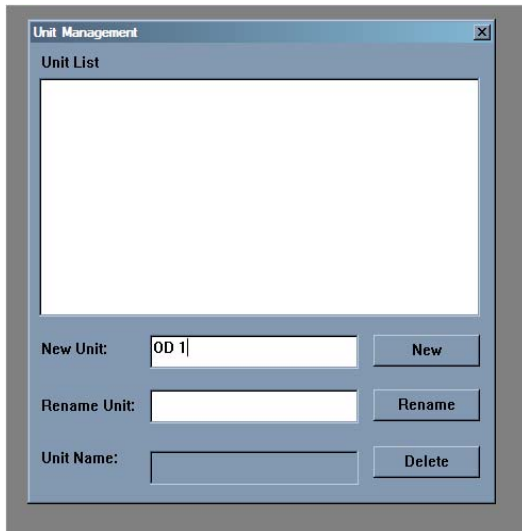 Unit Management
Unit List
New Unit: OD 1 New
Rename Unit: Rename
Unit Name: Delete